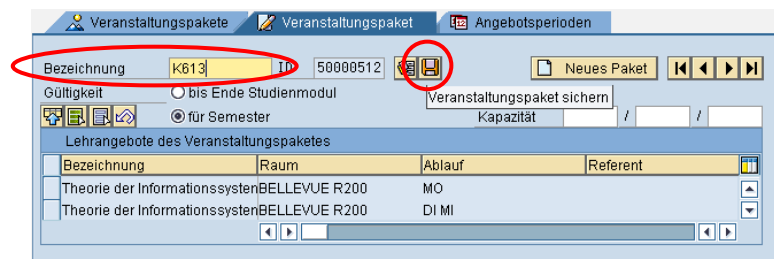 Veranstaltungspakete Veranstaltungspaket Angebotsperioden
Bezeichnung K613 ID 50000512 Neues Paket
Gültigkeit bis Ende Studienmodul Veranstaltungspaket sichern
für Semester Kapazität / /
Lehrangebote des Veranstaltungspaketes
Bezeichnung Raum Ablauf Referent
Theorie der Informationssysten BELLEVUE R200 MO
Theorie der Informationssysten BELLEVUE R200 DI MI